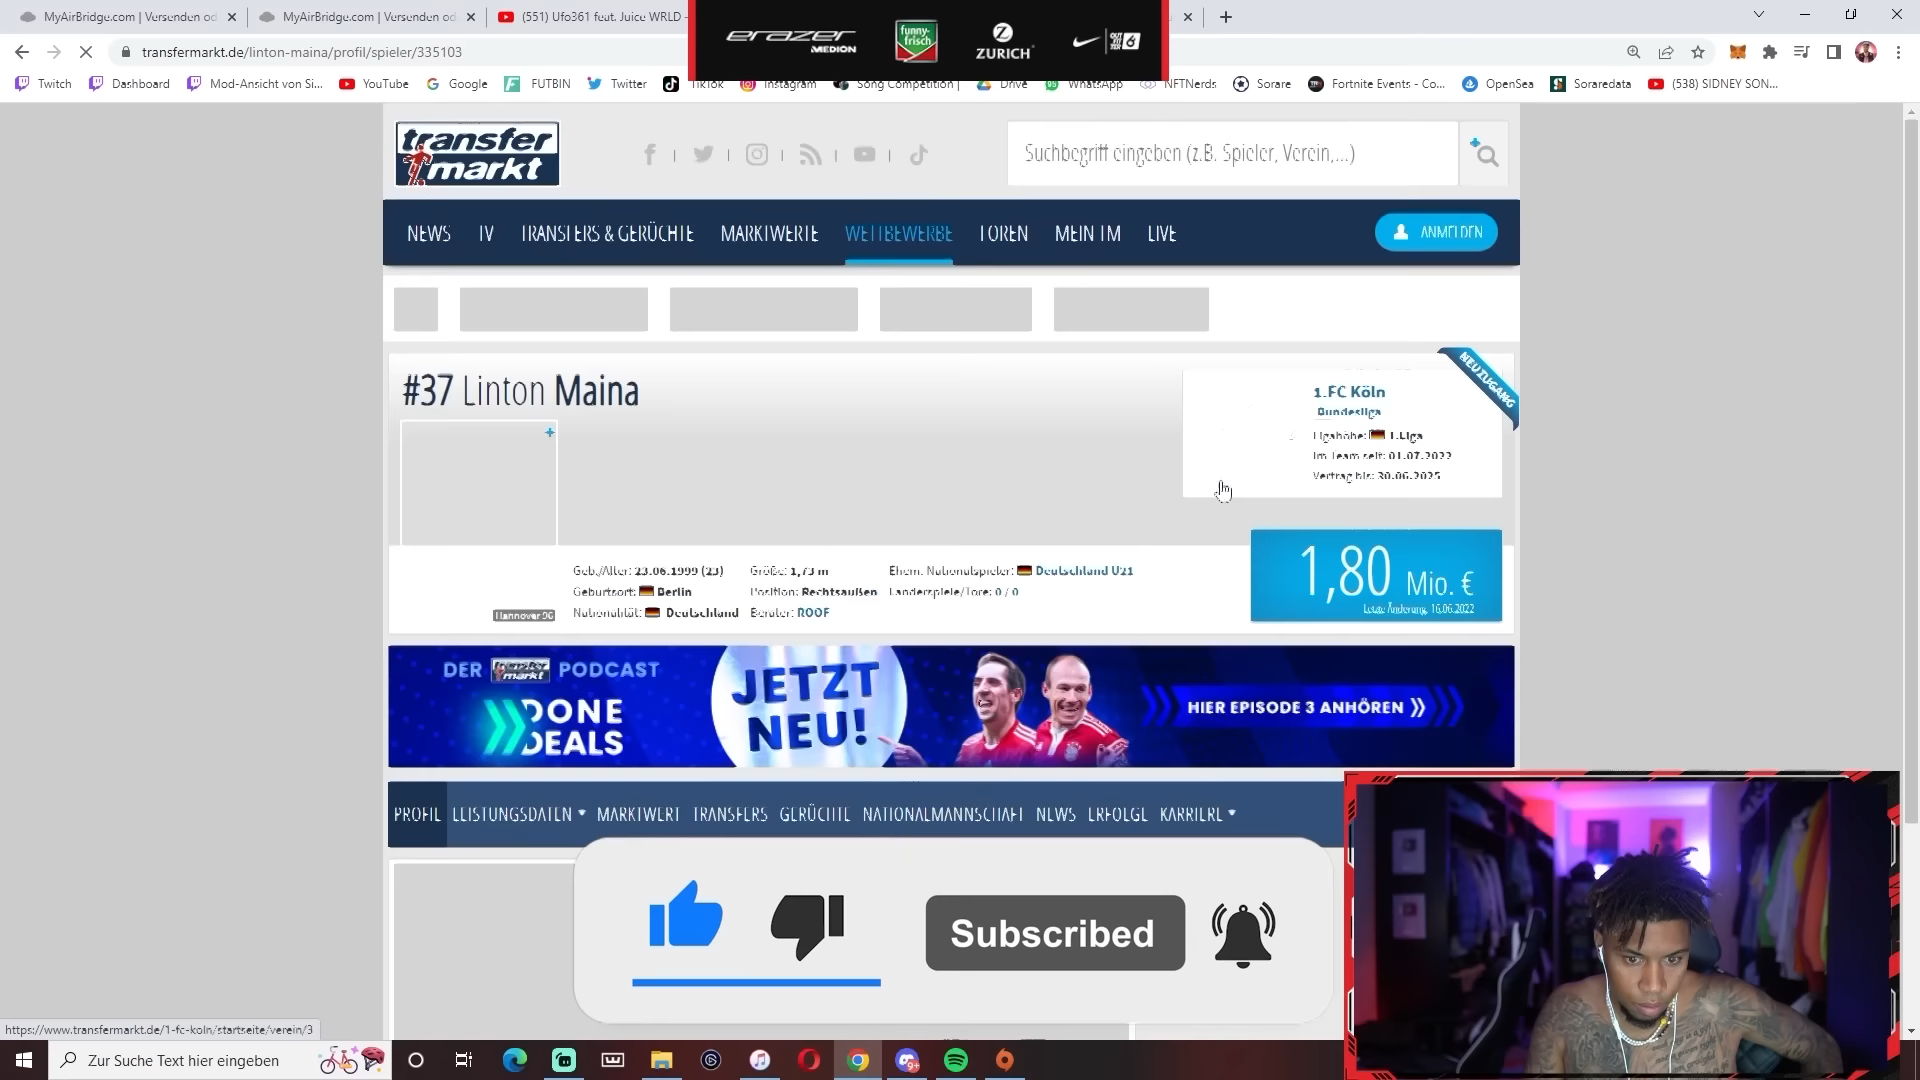 MyAirBridge.com | Versenden od
MyAirBridge.com | Versenden od
(551) Ufo361 feat. Juice WRLD -
erazer
MEDION
funny-frisch
ZURICH
transfermarkt.de/linton-maina/profil/spieler/335103
Twitch
Dashboard
Mod-Ansicht von Si...
YouTube
Google
FUTBIN
Twitter
TikTok
Instagram
Song Competition |
Drive
WhatsApp
NFTNerds
Sorare
Fortnite Events - Co...
OpenSea
Soraredata
(538) SIDNEY SON...
transfer
markt
Suchbegriff eingeben (z.B. Spieler, Verein,...)
NEWS
TV
TRANSFERS & GERÜCHTE
MARKTWERTE
WETTBEWERBE
FOREN
MEIN TM
LIVE
ANMELDEN
#37 Linton Maina
NEUZUGANG
1.FC Köln
Bundesliga
Ligahöhe: 1.Liga
Im Team seit: 01.07.2022
Vertrag bis: 30.06.2025
Geb./Alter: 23.06.1999 (23)
Geburtsort: Berlin
Nationalität: Deutschland
Größe: 1,73 m
Position: Rechtsaußen
Berater: ROOF
Ehem. Nationalspieler: Deutschland U21
Länderspiele/Tore: 0 / 0
Hannover 96
1,80 Mio. €
Letzte Änderung: 16.06.2022
DER transfermarkt PODCAST
DONE
DEALS
JETZT
NEU!
HIER EPISODE 3 ANHÖREN
PROFIL
LEISTUNGSDATEN
MARKTWERT
TRANSFERS
GERÜCHTE
NATIONALMANNSCHAFT
NEWS
ERFOLGE
KARRIERE
Subscribed
https://www.transfermarkt.de/1-fc-koln/startseite/verein/3
Zur Suche Text hier eingeben
9+